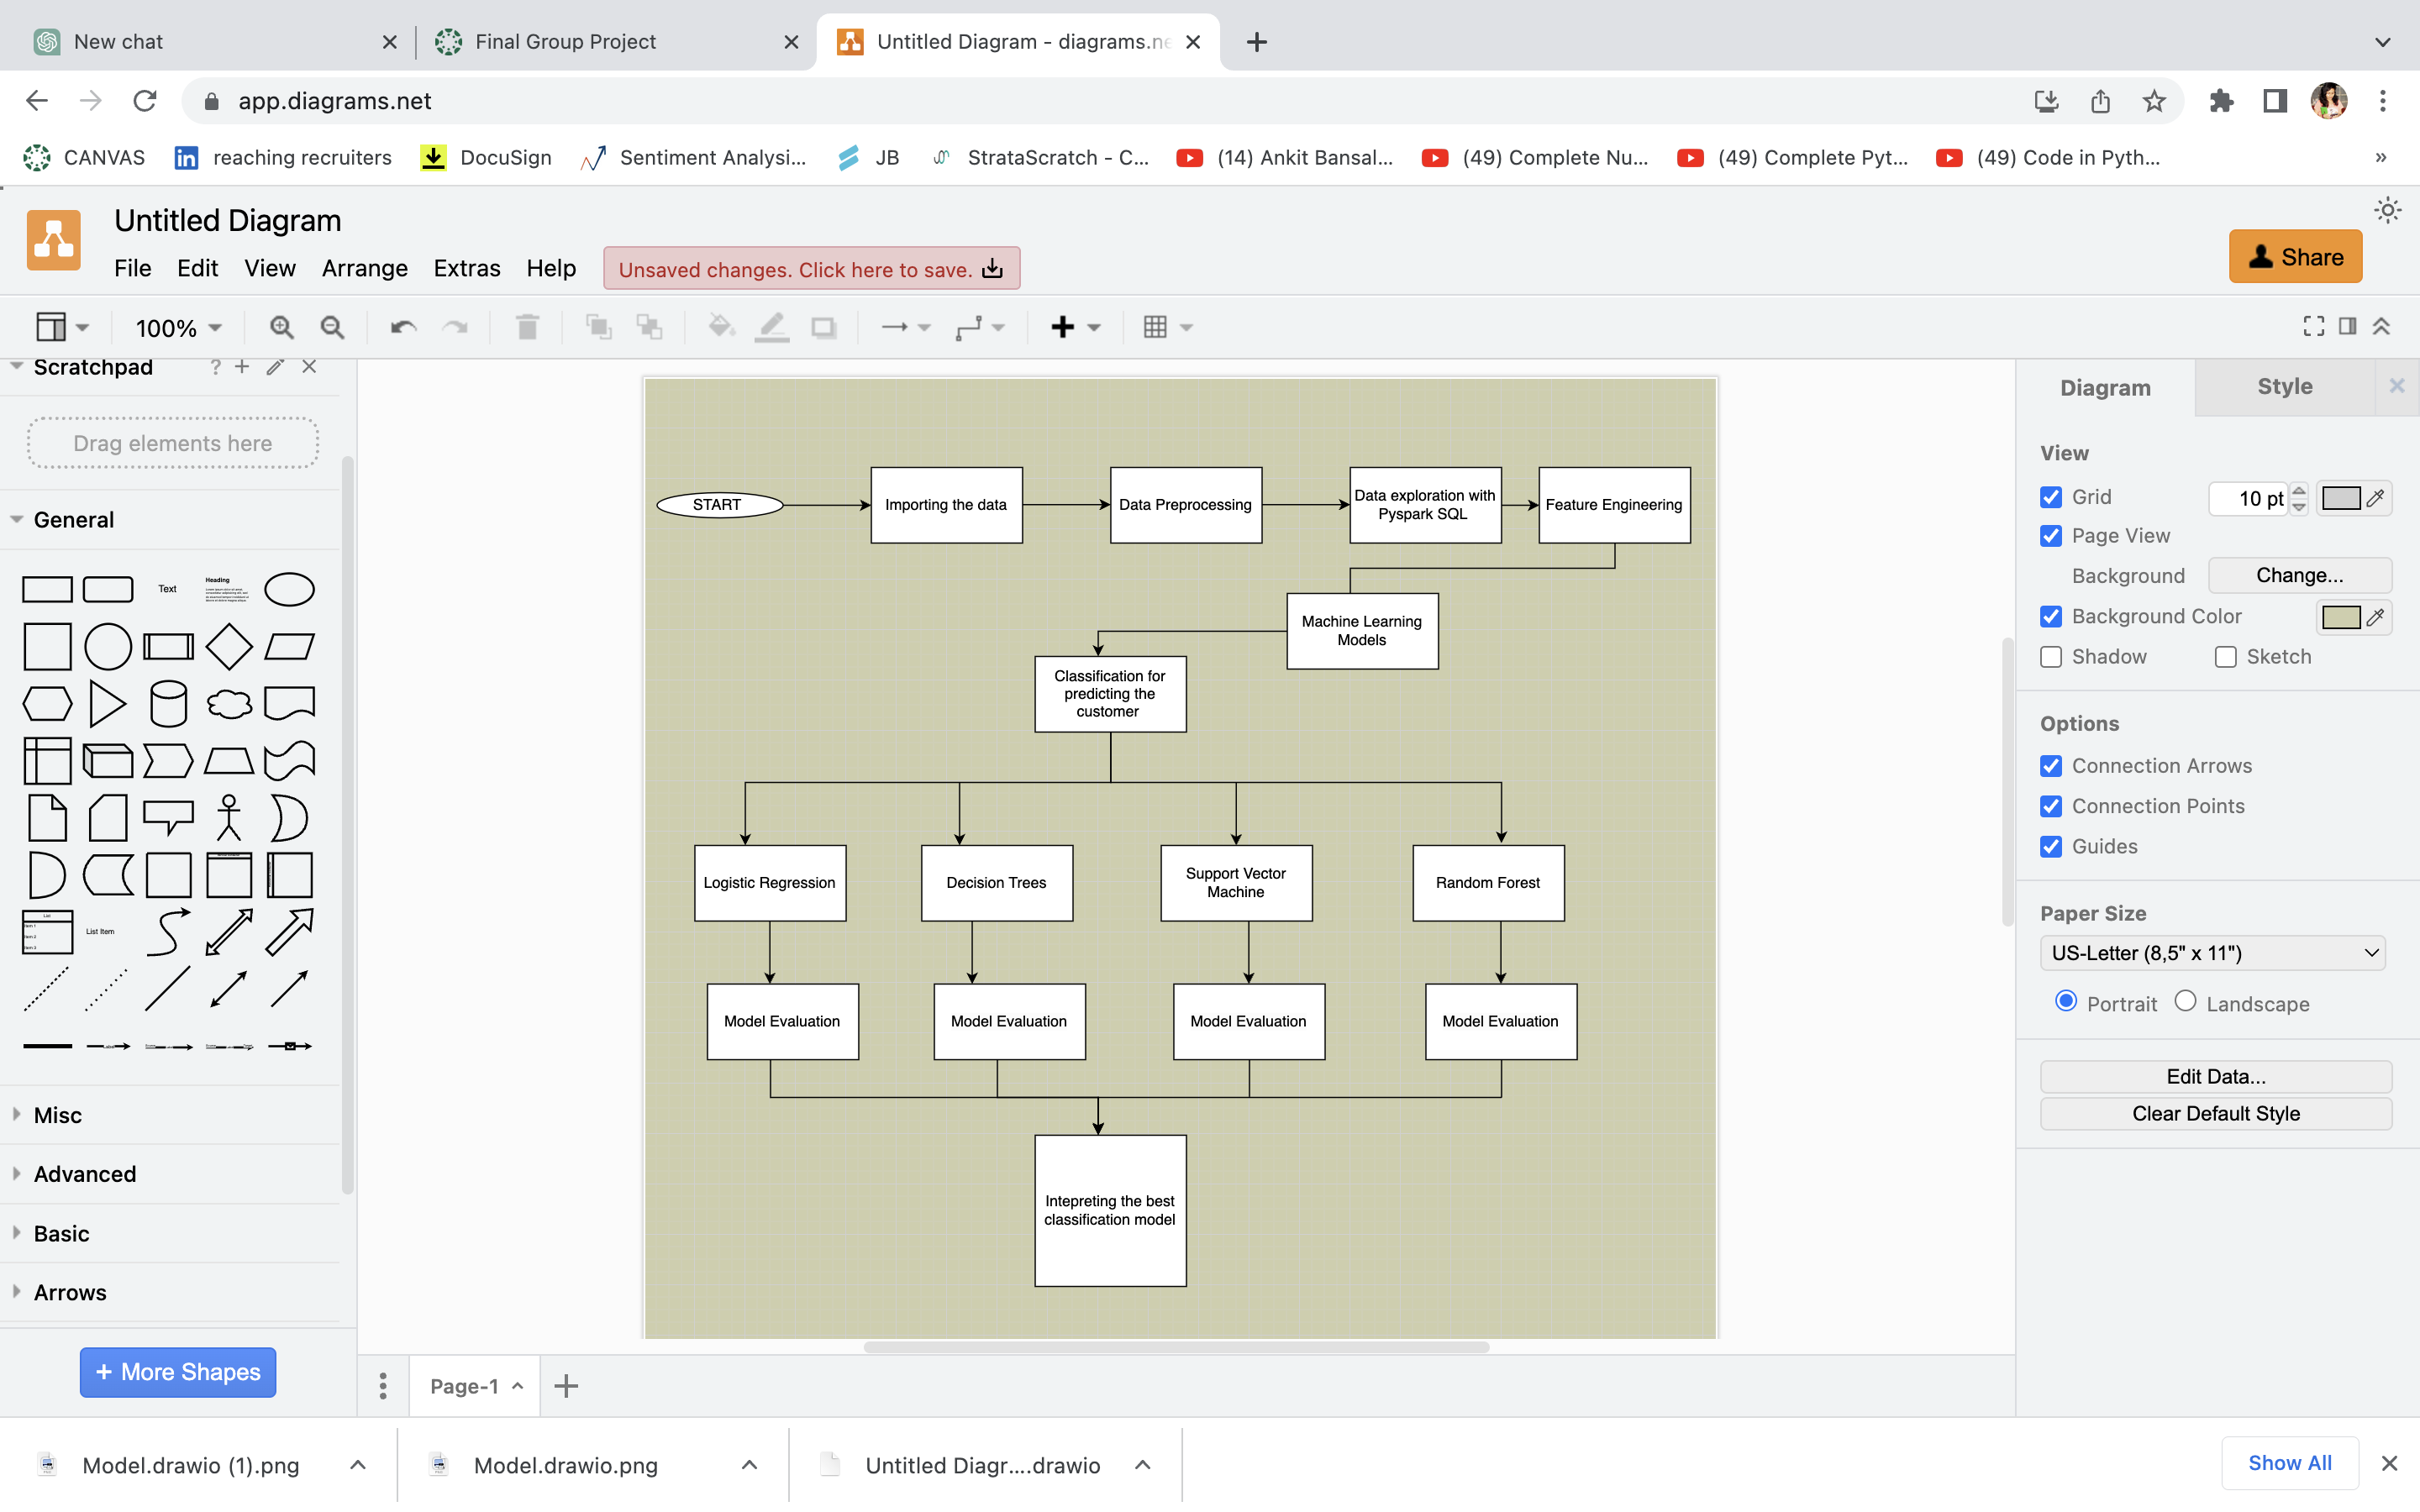 New chat
Final Group Project
Untitled Diagram - diagrams.ne
app.diagrams.net
CANVAS
reaching recruiters
DocuSign
Sentiment Analysi...
JB
StrataScratch - C...
(14) Ankit Bansal...
(49) Complete Nu...
(49) Complete Pyt...
(49) Code in Pyth...
»
Untitled Diagram
File Edit View Arrange Extras Help
Unsaved changes. Click here to save.
Share
100%
Scratchpad
?
Drag elements here
General
Text
Heading
List
Item 1
Item 2
Item 3
List Item
Misc
Advanced
Basic
Arrows
+ More Shapes
START
Importing the data
Data Preprocessing
Data exploration with
Pyspark SQL
Feature Engineering
Machine Learning
Models
Classification for
predicting the
customer
Logistic Regression
Decision Trees
Support Vector
Machine
Random Forest
Model Evaluation
Model Evaluation
Model Evaluation
Model Evaluation
Intepreting the best
classification model
Page-1
Diagram
Style
View
Grid
10 pt
Page View
Background
Change...
Background Color
Shadow
Sketch
Options
Connection Arrows
Connection Points
Guides
Paper Size
US-Letter (8,5" x 11")
Portrait
Landscape
Edit Data...
Clear Default Style
Model.drawio (1).png
Model.drawio.png
Untitled Diagr....drawio
Show All